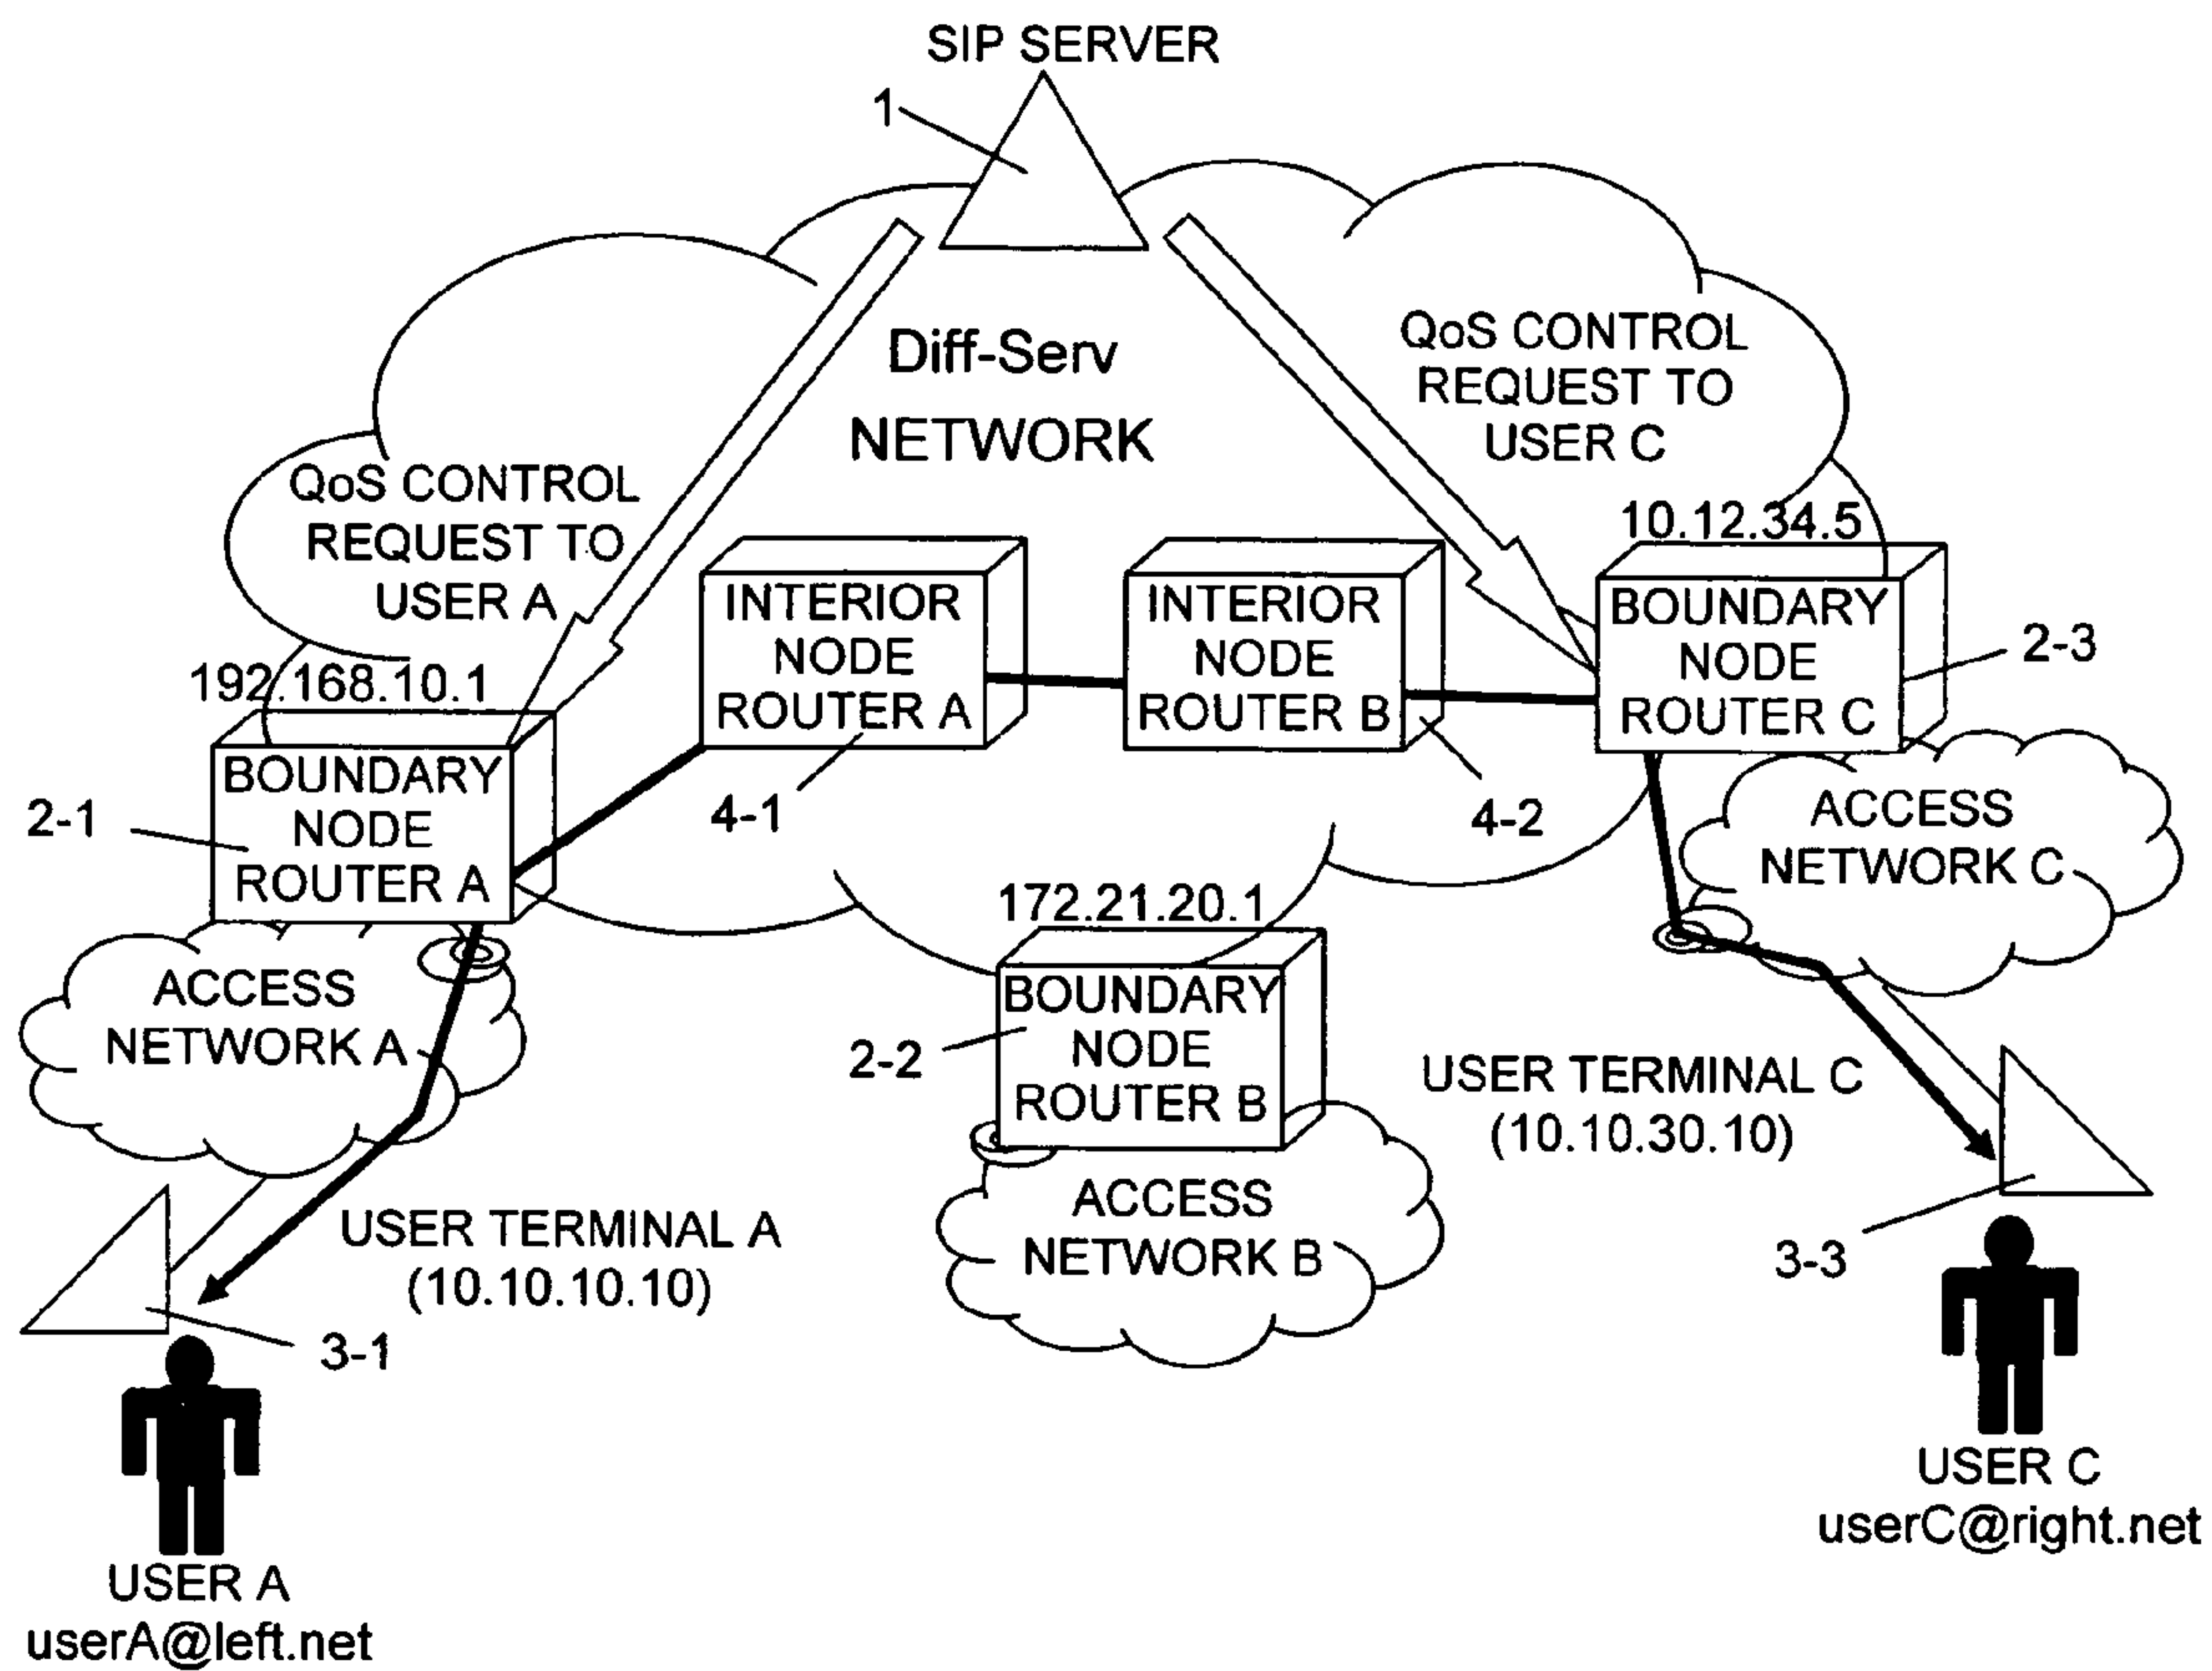 SIP SERVER
1
Diff-Serv
NETWORK
QoS CONTROL
REQUEST TO
USER C
QoS CONTROL
REQUEST TO
USER A
10.12.34.5
192.168.10.1
INTERIOR
NODE
ROUTER A
INTERIOR
NODE
ROUTER B
BOUNDARY
NODE
ROUTER C
2-3
BOUNDARY
NODE
ROUTER A
2-1
4-1
4-2
ACCESS
NETWORK C
172.21.20.1
BOUNDARY
NODE
ROUTER B
2-2
ACCESS
NETWORK A
USER TERMINAL C
(10.10.30.10)
ACCESS
NETWORK B
USER TERMINAL A
(10.10.10.10)
3-3
3-1
USER C
userC@right.net
USER A
userA@left.net